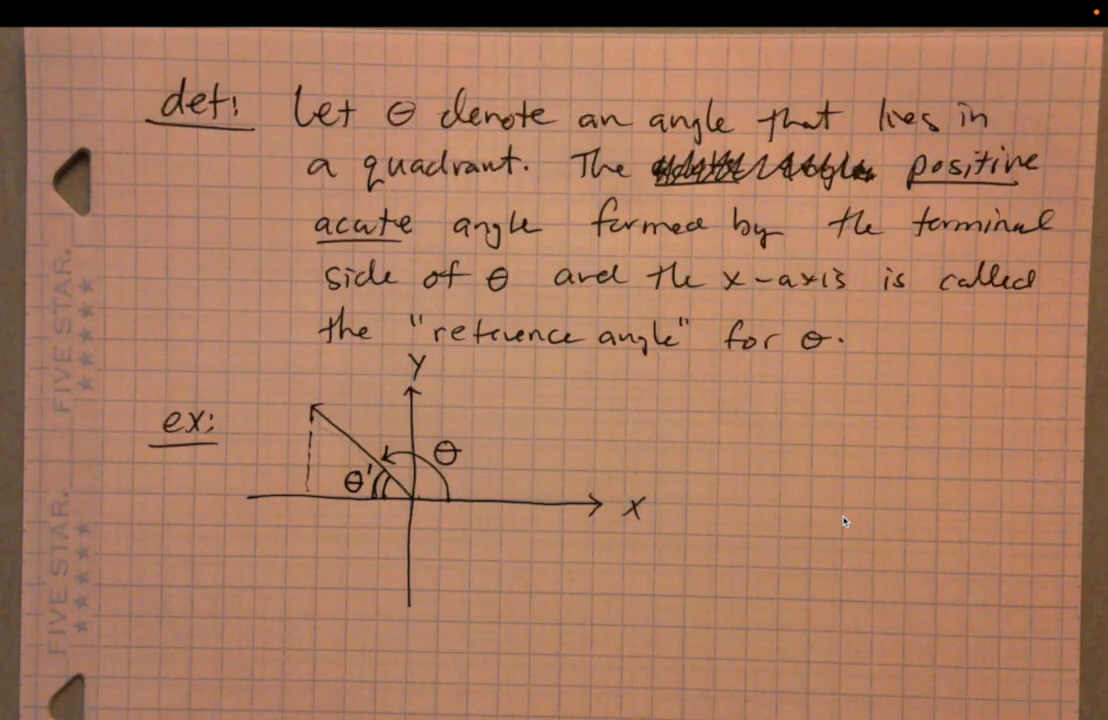 def: Let θ denote an angle that lies in
a quadrant. The positive
acute angle formed by the terminal
side of θ and the x-axis is called
the "reference angle" for θ.
y
ex:
θ
θ'
x
FIVE STAR.
FIVE STAR.